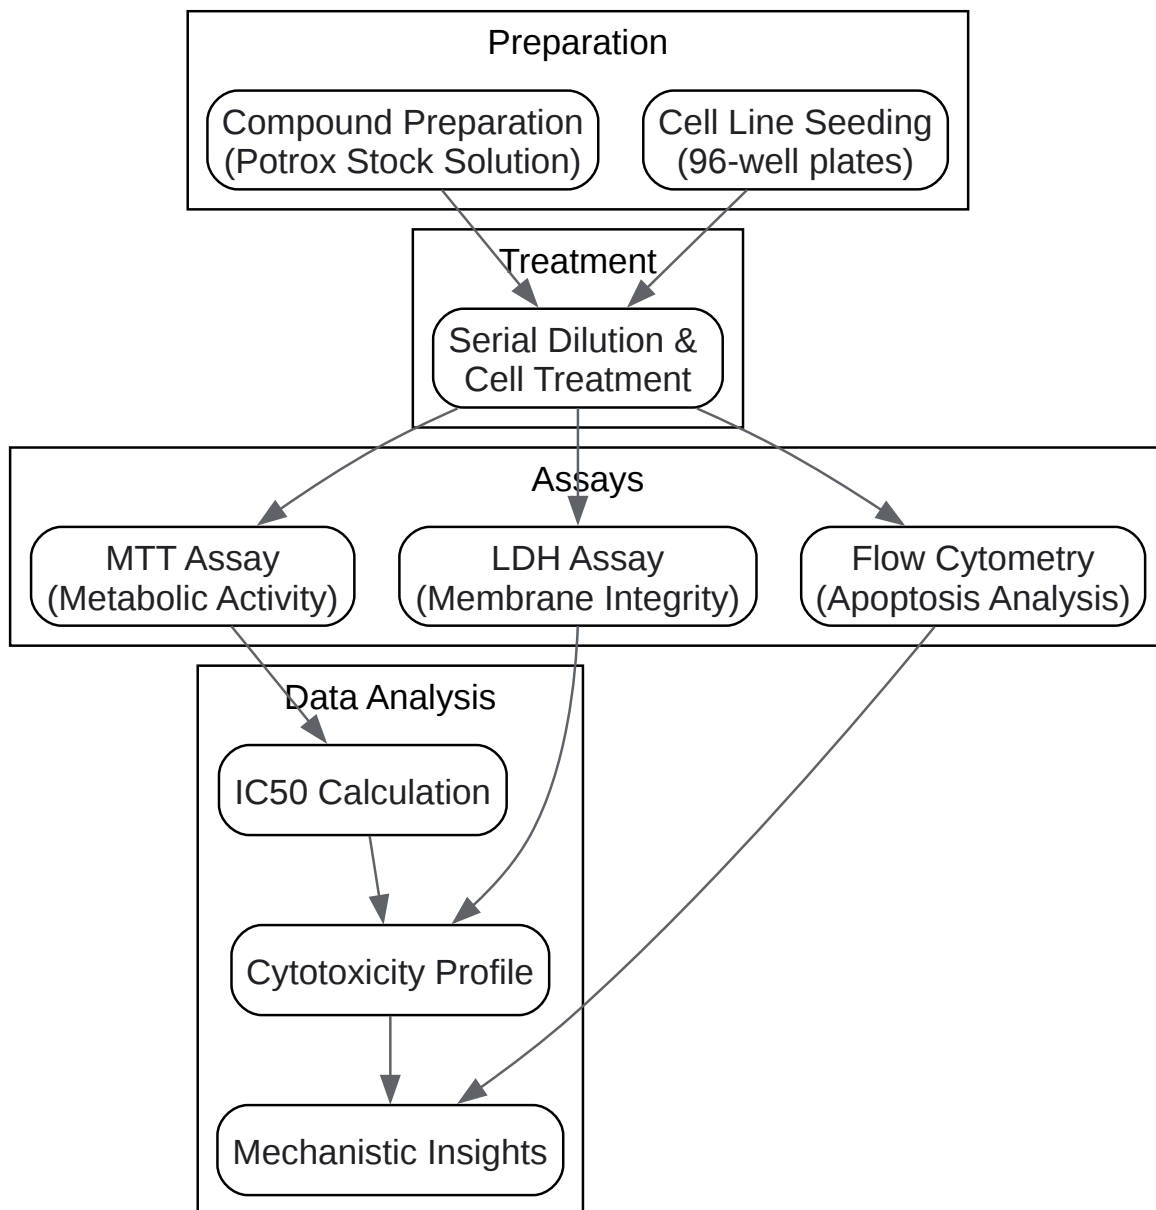 Preparation
Compound Preparation
(Potrox Stock Solution)
Cell Line Seeding
(96-well plates)
Treatment
Serial Dilution &
Cell Treatment
Assays
MTT Assay
(Metabolic Activity)
LDH Assay
(Membrane Integrity)
Flow Cytometry
(Apoptosis Analysis)
Data Analysis
IC50 Calculation
Cytotoxicity Profile
Mechanistic Insights